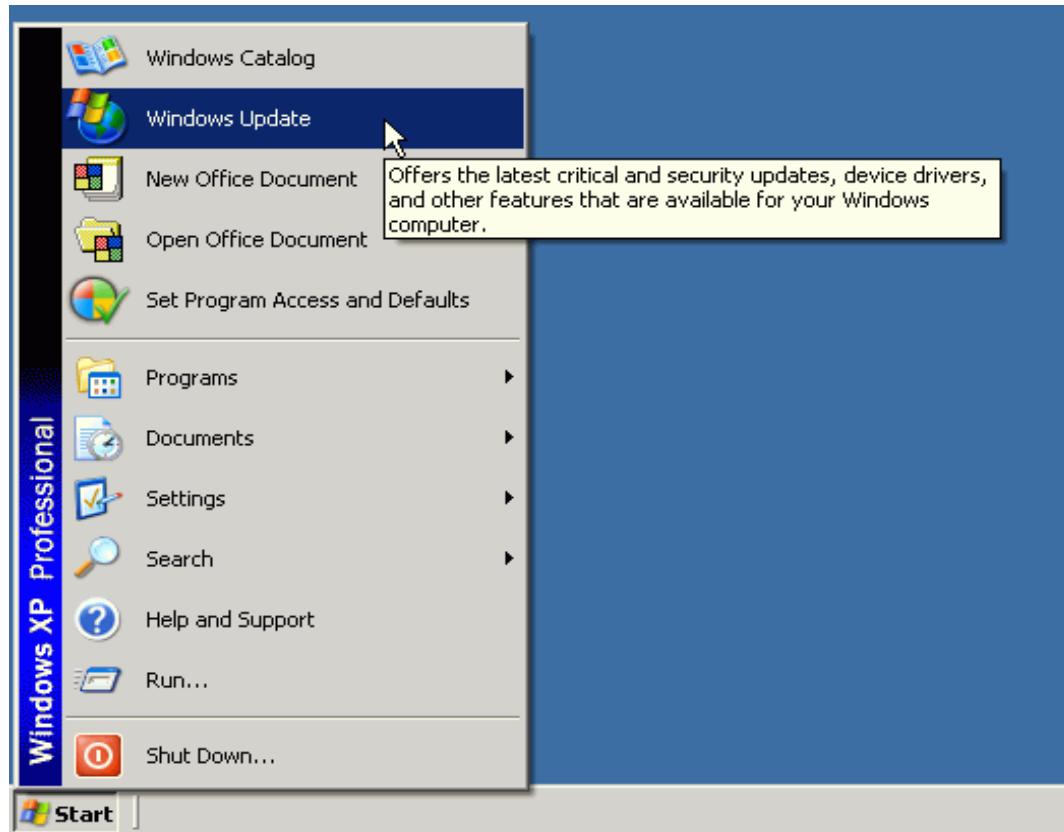 Windows Catalog
Windows Update
Offers the latest critical and security updates, device drivers,
and other features that are available for your Windows
computer.
New Office Document
Open Office Document
Set Program Access and Defaults
Programs
Documents
Settings
Search
Help and Support
Run...
Shut Down...
Windows XP Professional
Start